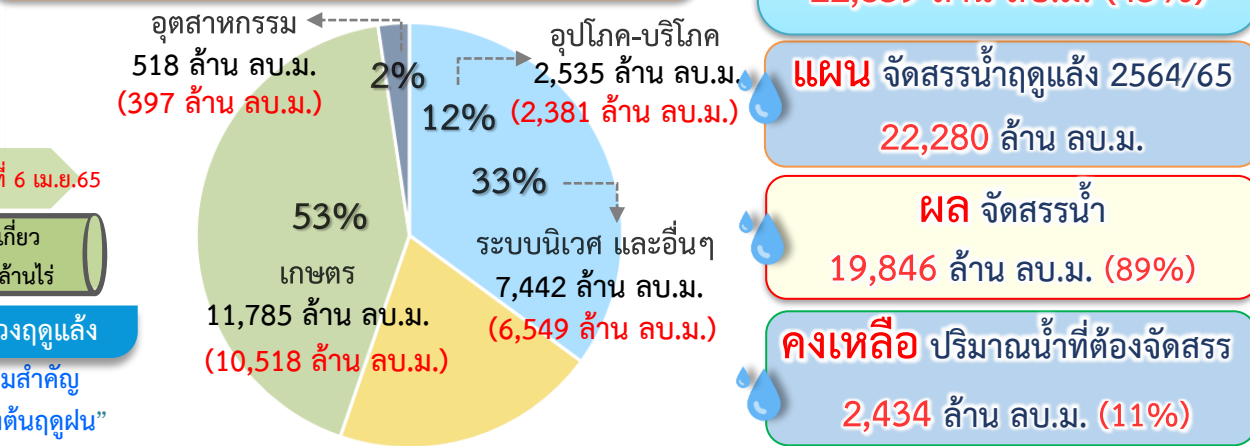 อุตสาหกรรม
518 ล้าน ลบ.ม.
(397 ล้าน ลบ.ม.)
2%
อุปโภค-บริโภค
2,535 ล้าน ลบ.ม.
(2,381 ล้าน ลบ.ม.)
12%
33%
ระบบนิเวศ และอื่นๆ
7,442 ล้าน ลบ.ม.
(6,549 ล้าน ลบ.ม.)
53%
เกษตร
11,785 ล้าน ลบ.ม.
(10,518 ล้าน ลบ.ม.)
ที่ 6 เม.ย.65
เกี่ยว
ล้านไร่
วงฤดูแล้ง
มสำคัญ
ต้นฤดูฝน”
แผน จัดสรรน้ำฤดูแล้ง 2564/65
22,280 ล้าน ลบ.ม.
ผล จัดสรรน้ำ
19,846 ล้าน ลบ.ม. (89%)
คงเหลือ ปริมาณน้ำที่ต้องจัดสรร
2,434 ล้าน ลบ.ม. (11%)